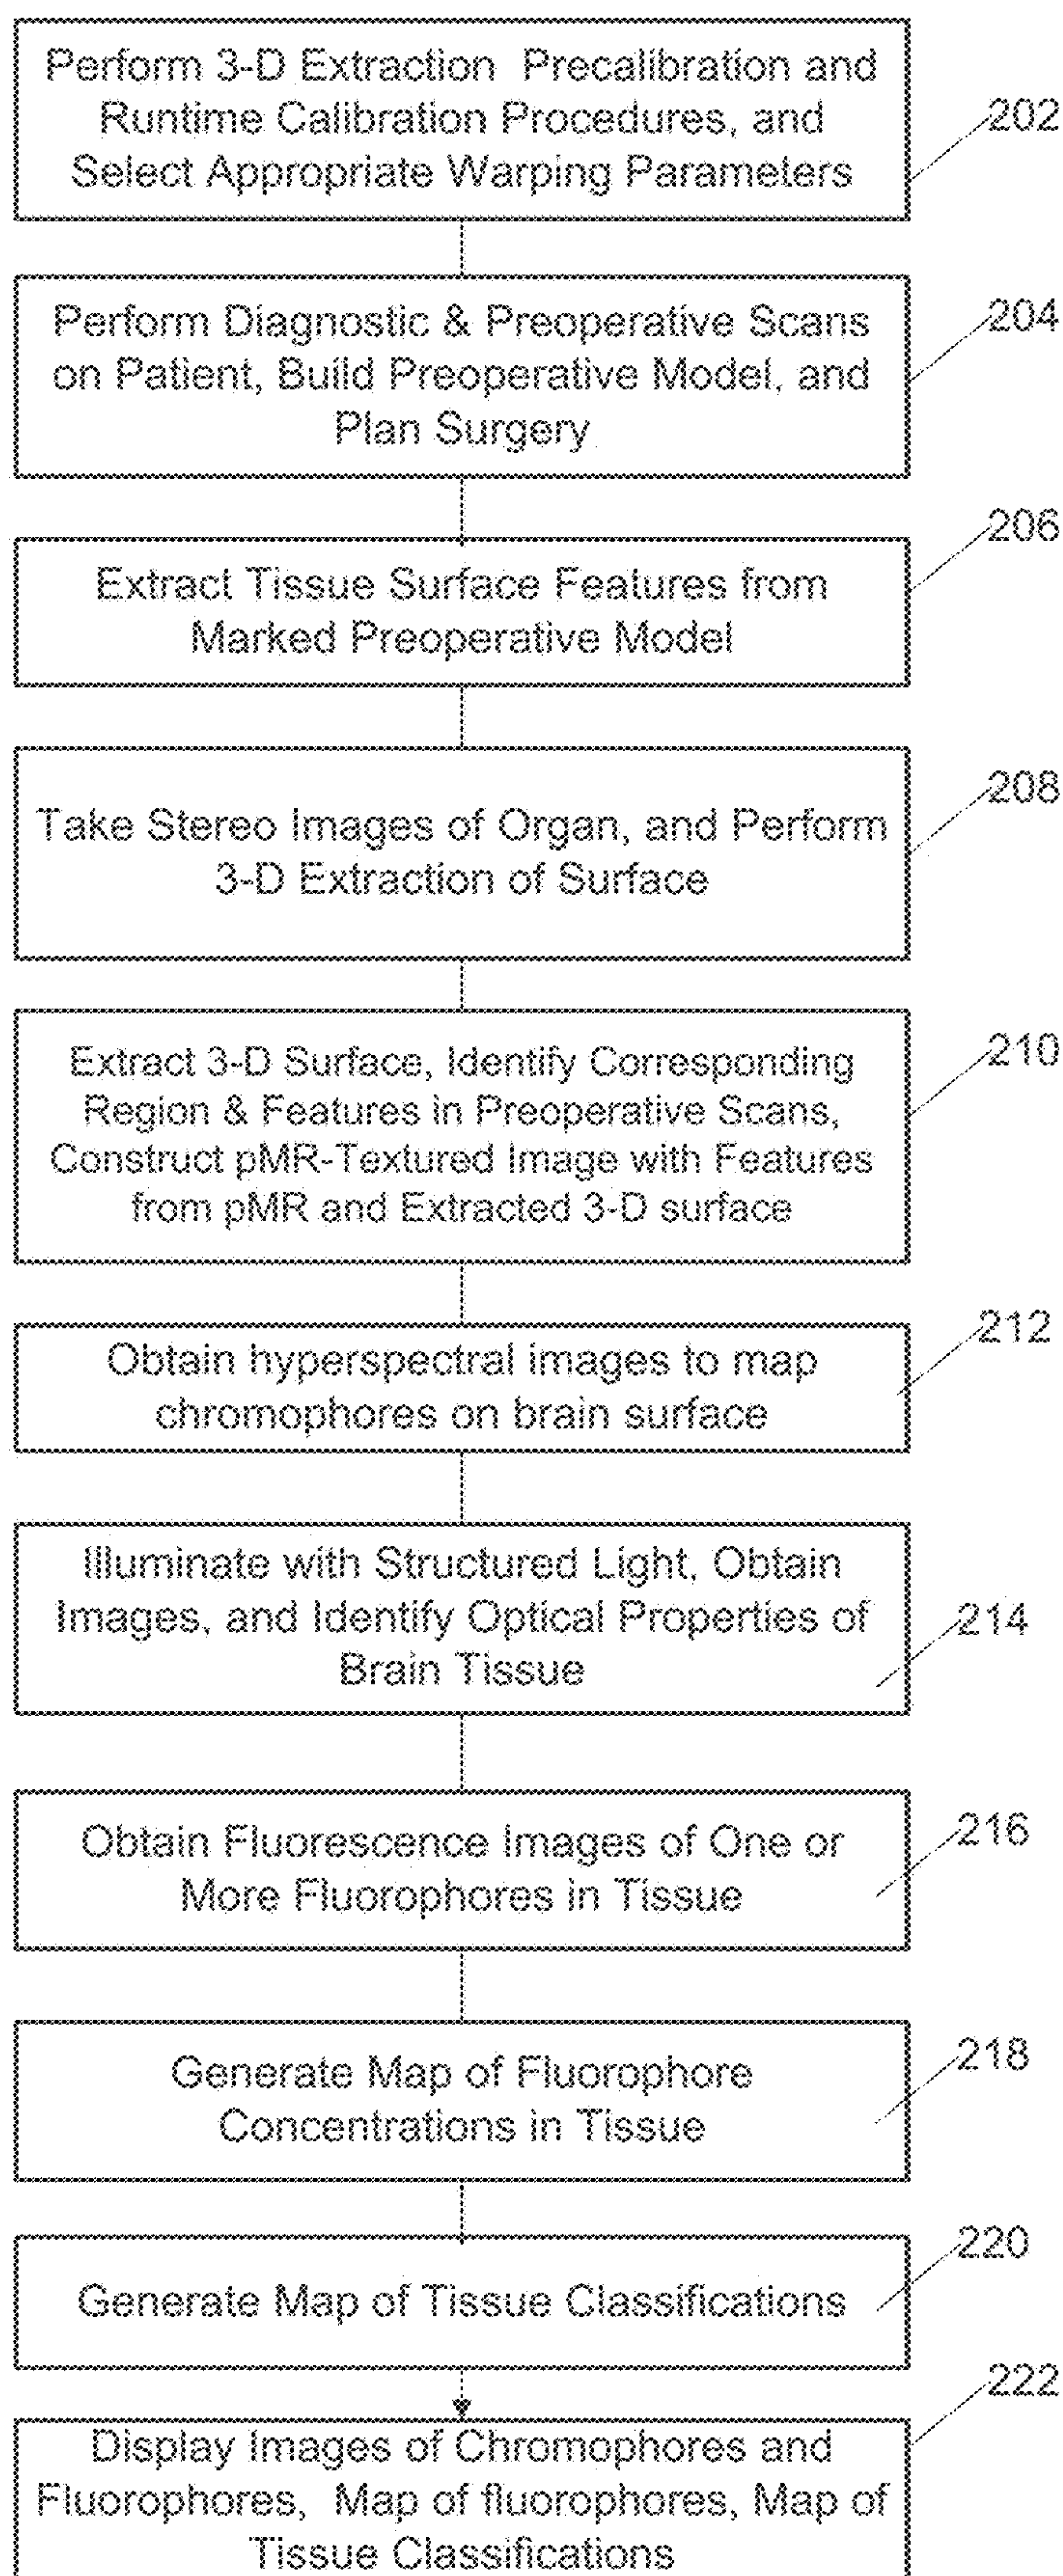 Perform 3-D Extraction Precalibration and
Runtime Calibration Procedures, and
Select Appropriate Warping Parameters
202
Perform Diagnostic & Preoperative Scans
on Patient, Build Preoperative Model, and
Plan Surgery
204
Extract Tissue Surface Features from
Marked Preoperative Model
206
Take Stereo Images of Organ, and Perform
3-D Extraction of Surface
208
Extract 3-D Surface, Identify Corresponding
Region & Features in Preoperative Scans,
Construct pMR-Textured Image with Features
from pMR and Extracted 3-D surface
210
Obtain hyperspectral images to map
chromophores on brain surface
212
Illuminate with Structured Light, Obtain
Images, and Identify Optical Properties of
Brain Tissue
214
Obtain Fluorescence Images of One or
More Fluorophores in Tissue
216
Generate Map of Fluorophore
Concentrations in Tissue
218
Generate Map of Tissue Classifications
220
Display Images of Chromophores and
Fluorophores, Map of fluorophores, Map of
Tissue Classifications
222